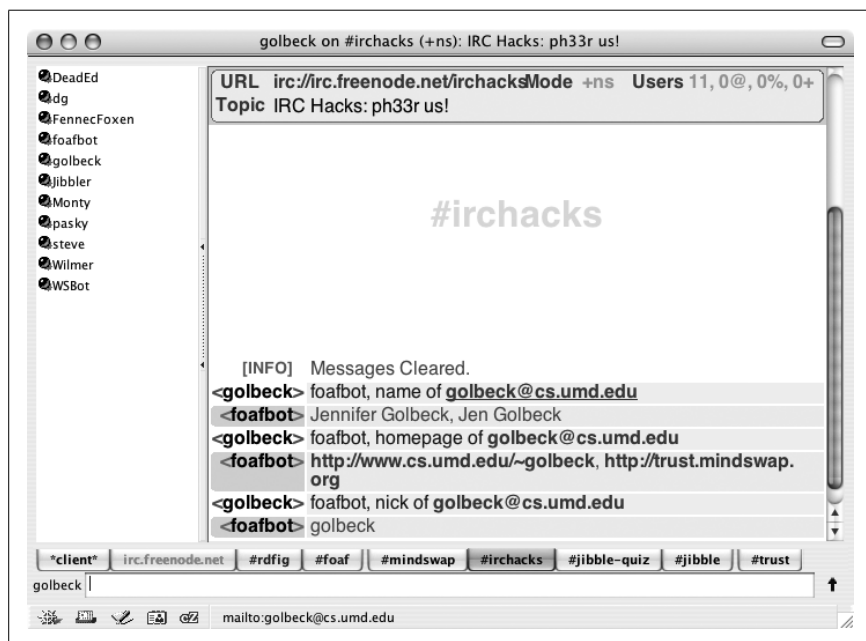 golbeck on #irchacks (+ns): IRC Hacks: ph33r us!
DeadEd
dg
FennecFoxen
foafbot
golbeck
Jibbler
Monty
pasky
steve
Wilmer
WSBot
URL irc://irc.freenode.net/irchacks Mode +ns Users 11, 0@, 0%, 0+
Topic IRC Hacks: ph33r us!
#irchacks
[INFO] Messages Cleared.
<golbeck> foafbot, name of golbeck@cs.umd.edu
<foafbot> Jennifer Golbeck, Jen Golbeck
<golbeck> foafbot, homepage of golbeck@cs.umd.edu
<foafbot> http://www.cs.umd.edu/~golbeck, http://trust.mindswap.
org
<golbeck> foafbot, nick of golbeck@cs.umd.edu
<foafbot> golbeck
*client* irc.freenode.net #rdfig #foaf #mindswap #irchacks #jibble-quiz #jibble #trust
golbeck
mailto:golbeck@cs.umd.edu